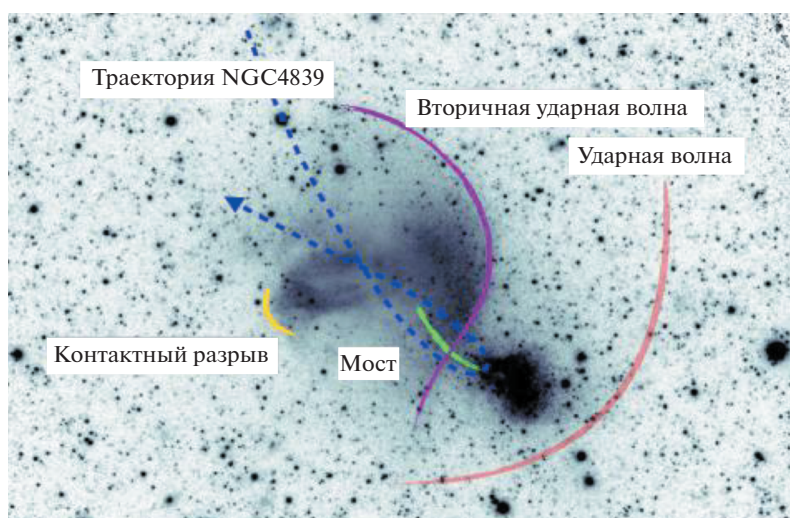 Траектория NGC4839
Вторичная ударная волна
Ударная волна
Контактный разрыв
Мост